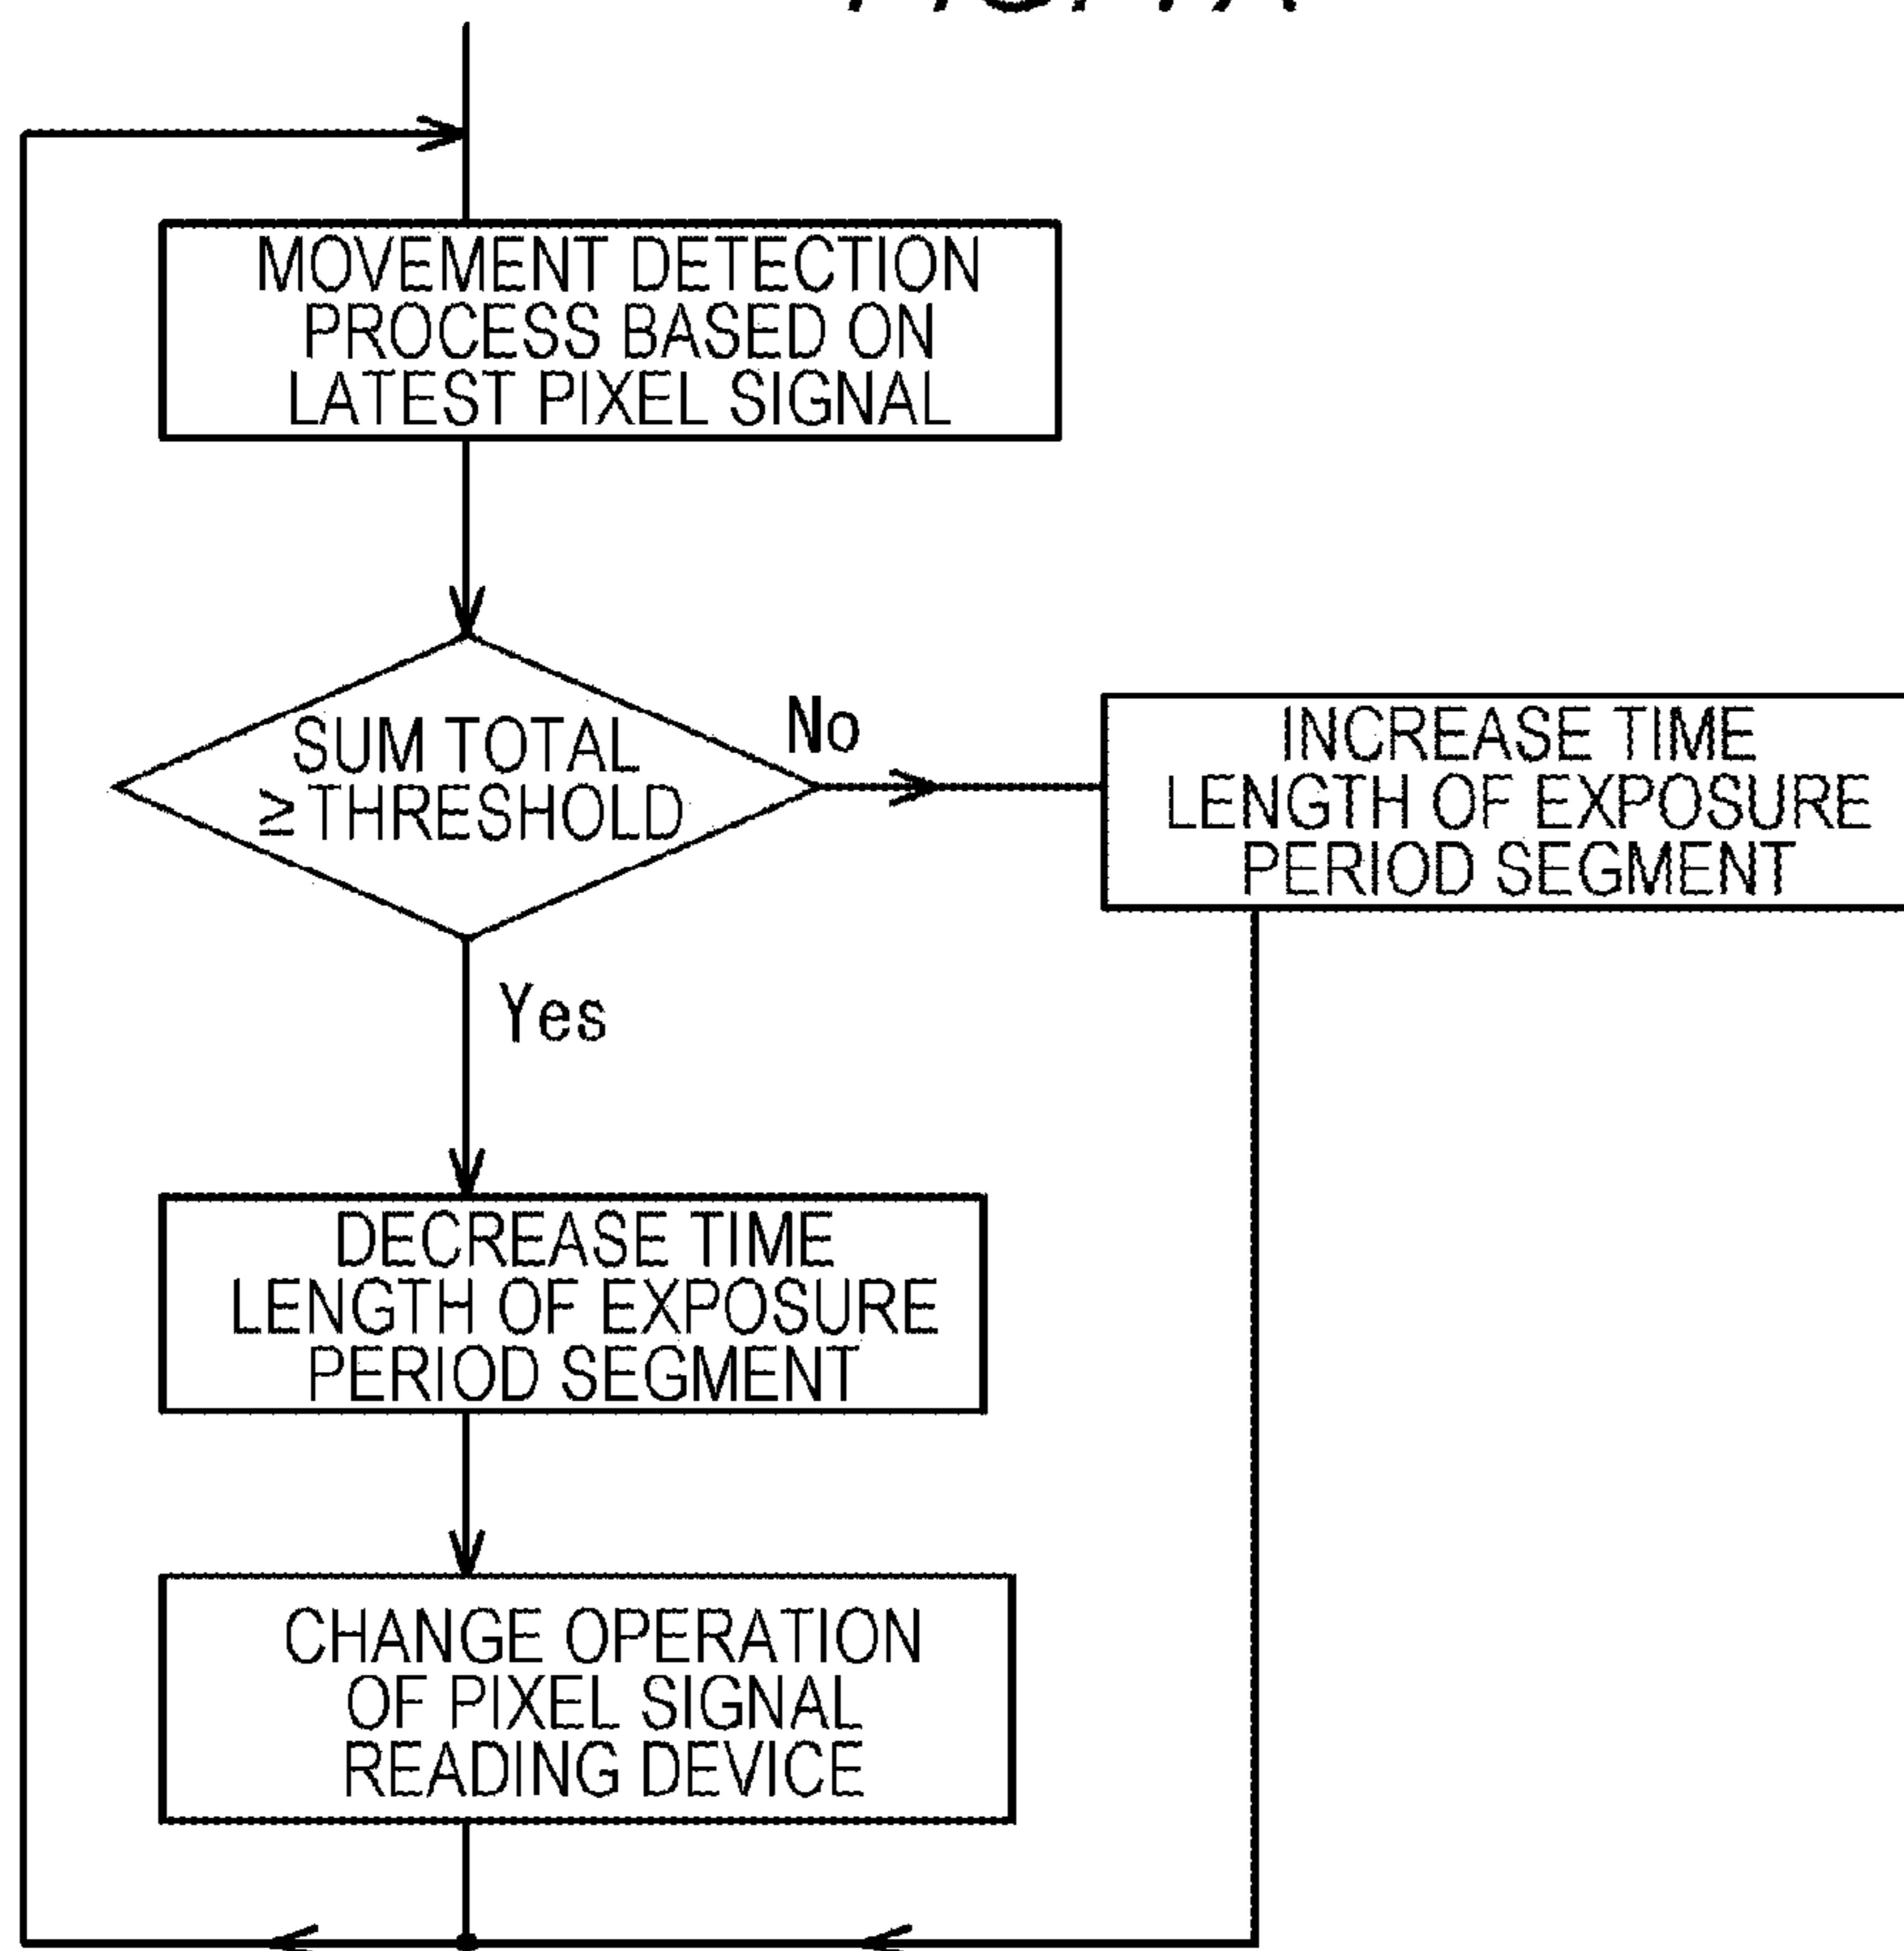 MOVEMENT DETECTION
PROCESS BASED ON
LATEST PIXEL SIGNAL
SUM TOTAL
≥ THRESHOLD
No
INCREASE TIME
LENGTH OF EXPOSURE
PERIOD SEGMENT
Yes
DECREASE TIME
LENGTH OF EXPOSURE
PERIOD SEGMENT
CHANGE OPERATION
OF PIXEL SIGNAL
READING DEVICE